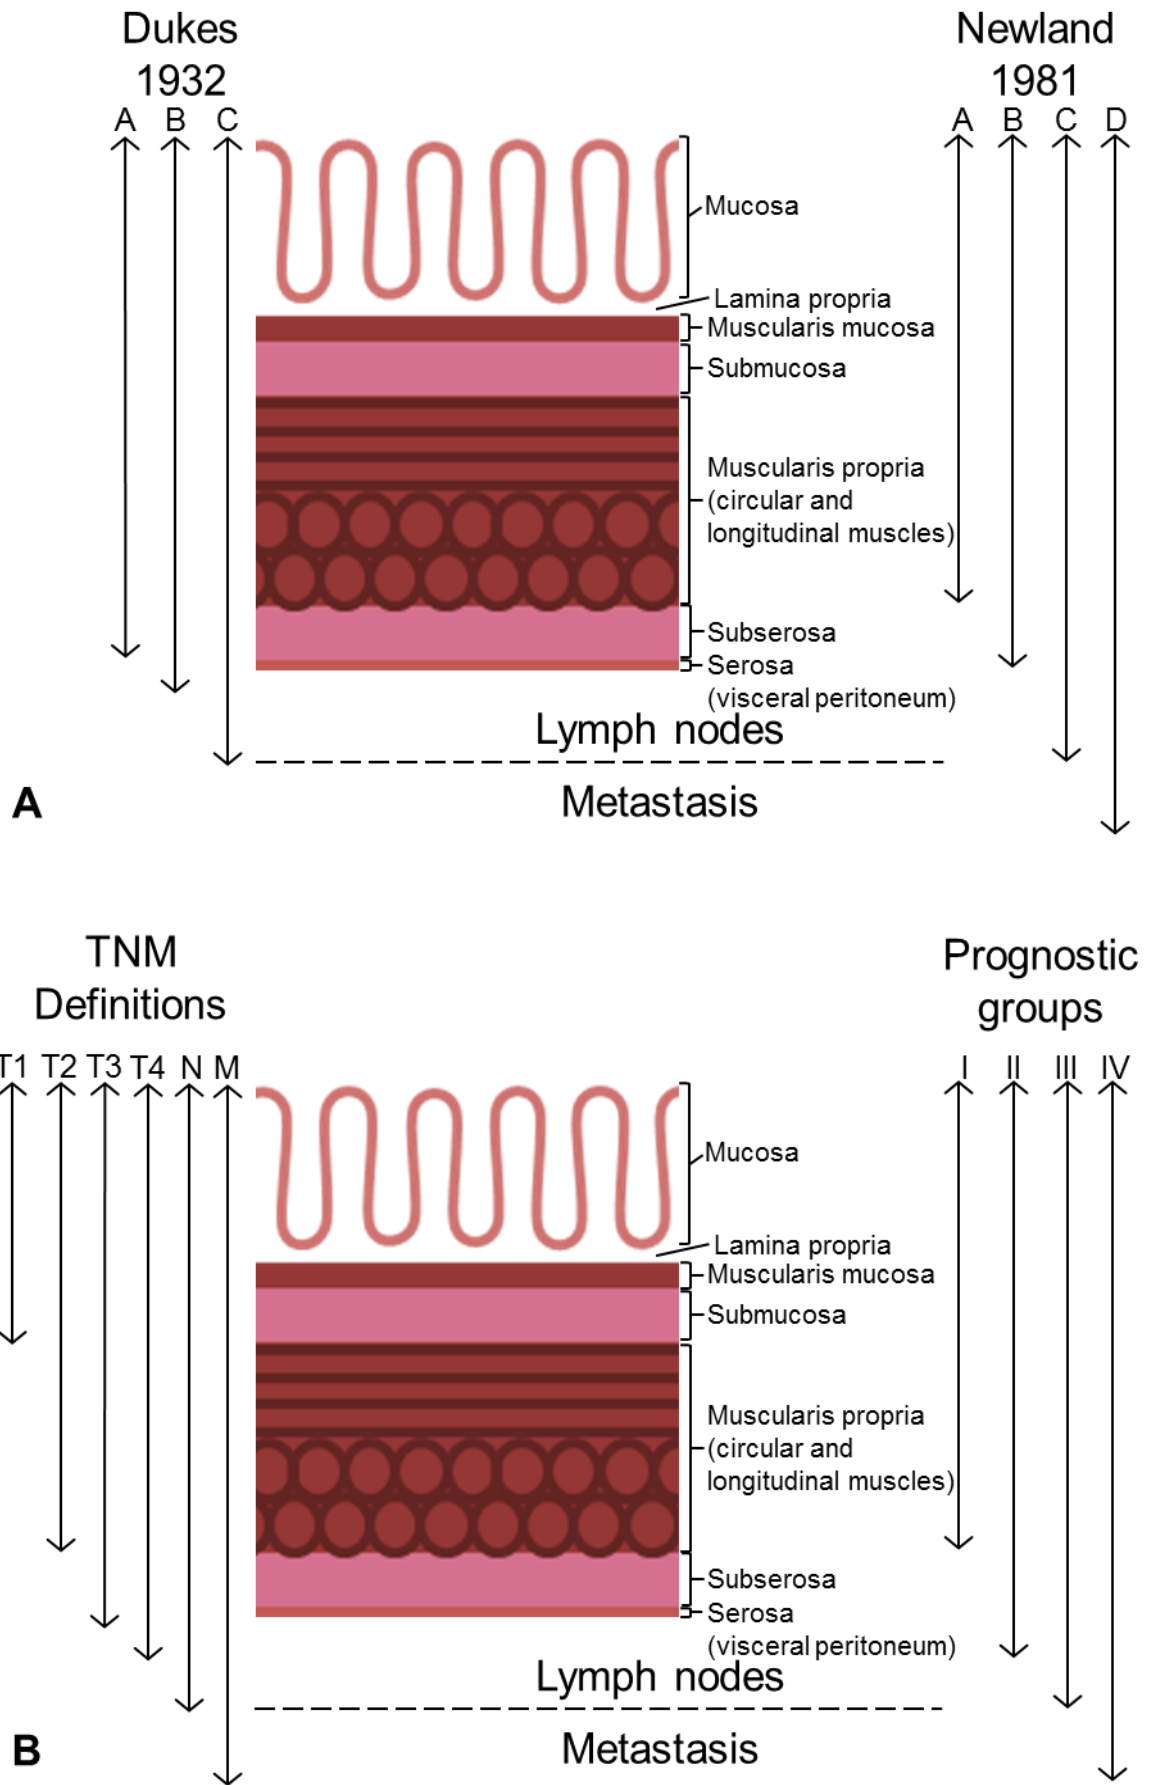 Dukes
1932
A B C
Newland
1981
A B C D
Mucosa
Lamina propria
Muscularis mucosa
Submucosa
Muscularis propria
(circular and
longitudinal muscles)
Subserosa
Serosa
(visceral peritoneum)
Lymph nodes
Metastasis
A
TNM
Definitions
T1 T2 T3 T4 N M
Prognostic
groups
I II III IV
Mucosa
Lamina propria
Muscularis mucosa
Submucosa
Muscularis propria
(circular and
longitudinal muscles)
Subserosa
Serosa
(visceral peritoneum)
Lymph nodes
Metastasis
B